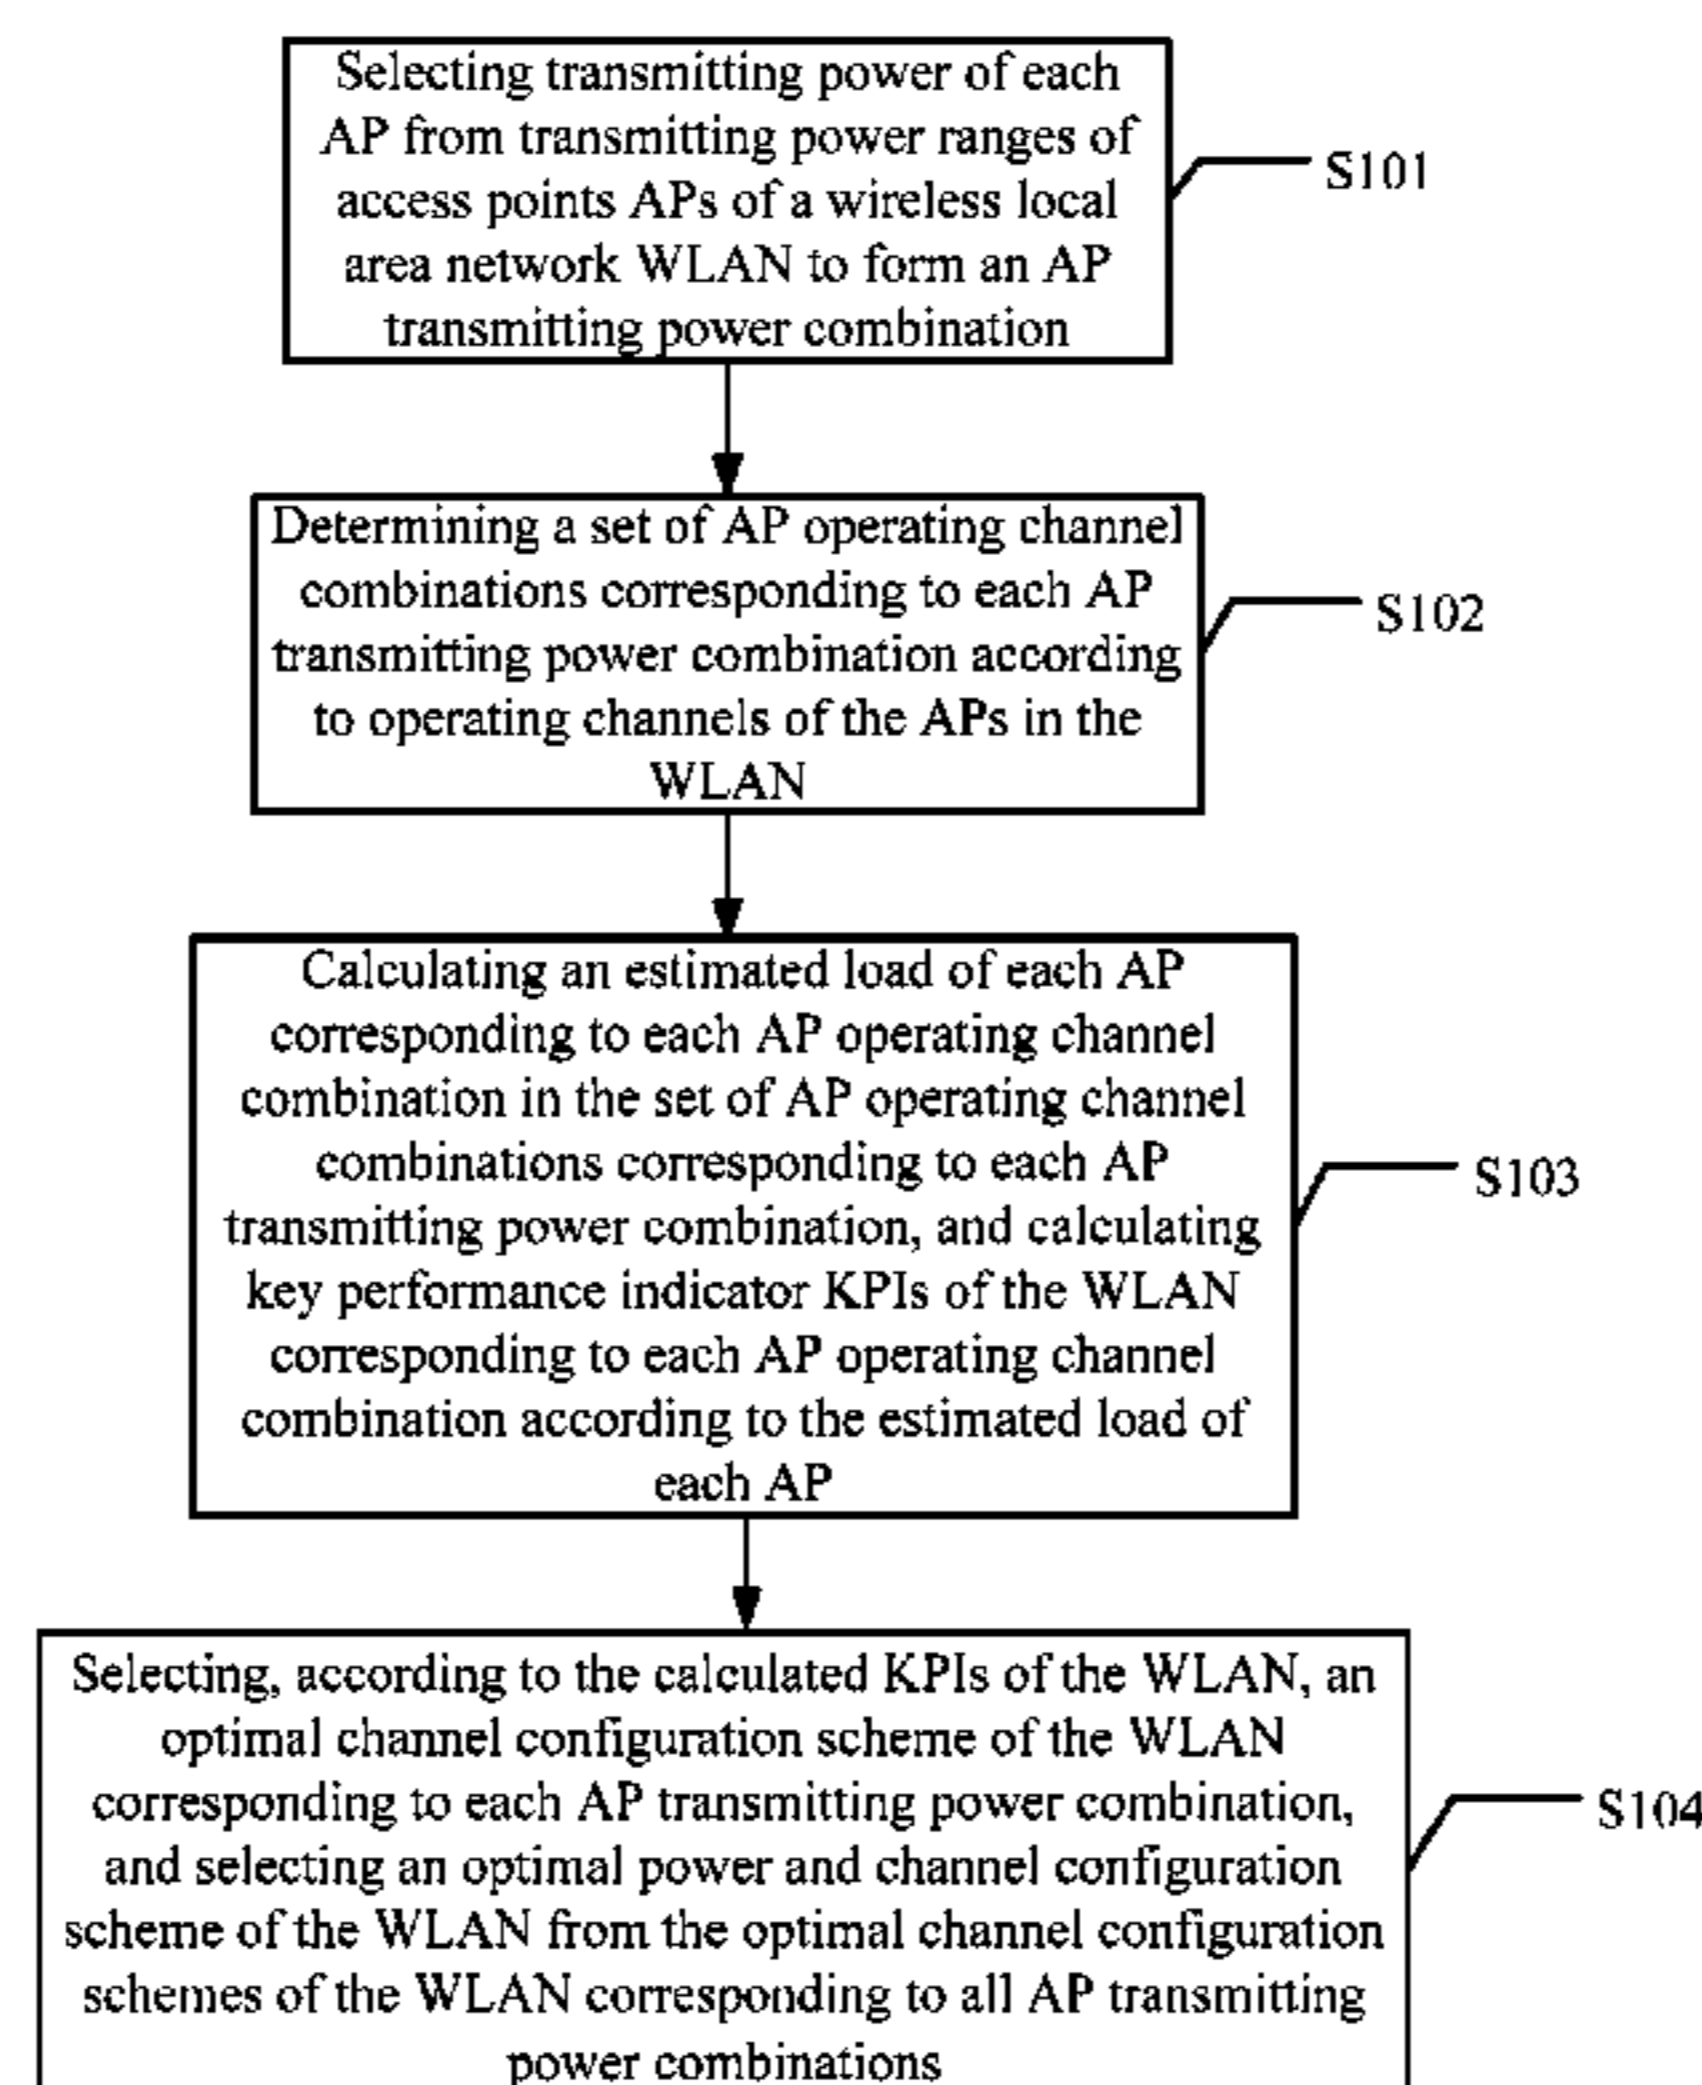 Selecting transmitting power of each
AP from transmitting power ranges of
access points APs of a wireless local
area network WLAN to form an AP
transmitting power combination
S101
Determining a set of AP operating channel
combinations corresponding to each AP
transmitting power combination according
to operating channels of the APs in the
WLAN
S102
Calculating an estimated load of each AP
corresponding to each AP operating channel
combination in the set of AP operating channel
combinations corresponding to each AP
transmitting power combination, and calculating
key performance indicator KPIs of the WLAN
corresponding to each AP operating channel
combination according to the estimated load of
each AP
S103
Selecting, according to the calculated KPIs of the WLAN, an
optimal channel configuration scheme of the WLAN
corresponding to each AP transmitting power combination,
and selecting an optimal power and channel configuration
scheme of the WLAN from the optimal channel configuration
schemes of the WLAN corresponding to all AP transmitting
power combinations
S104